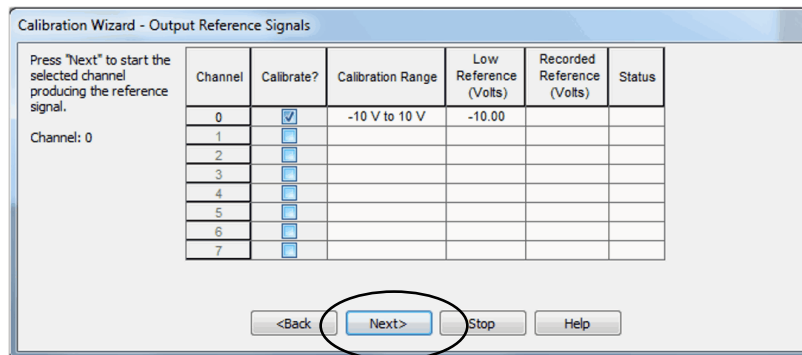 Calibration Wizard - Output Reference Signals
Press "Next" to start the
selected channel
producing the reference
signal.
Channel: 0
Channel Calibrate? Calibration Range Low Reference (Volts) Recorded Reference (Volts) Status
0 -10 V to 10 V -10.00
1
2
3
4
5
6
7
<Back Next> Stop Help